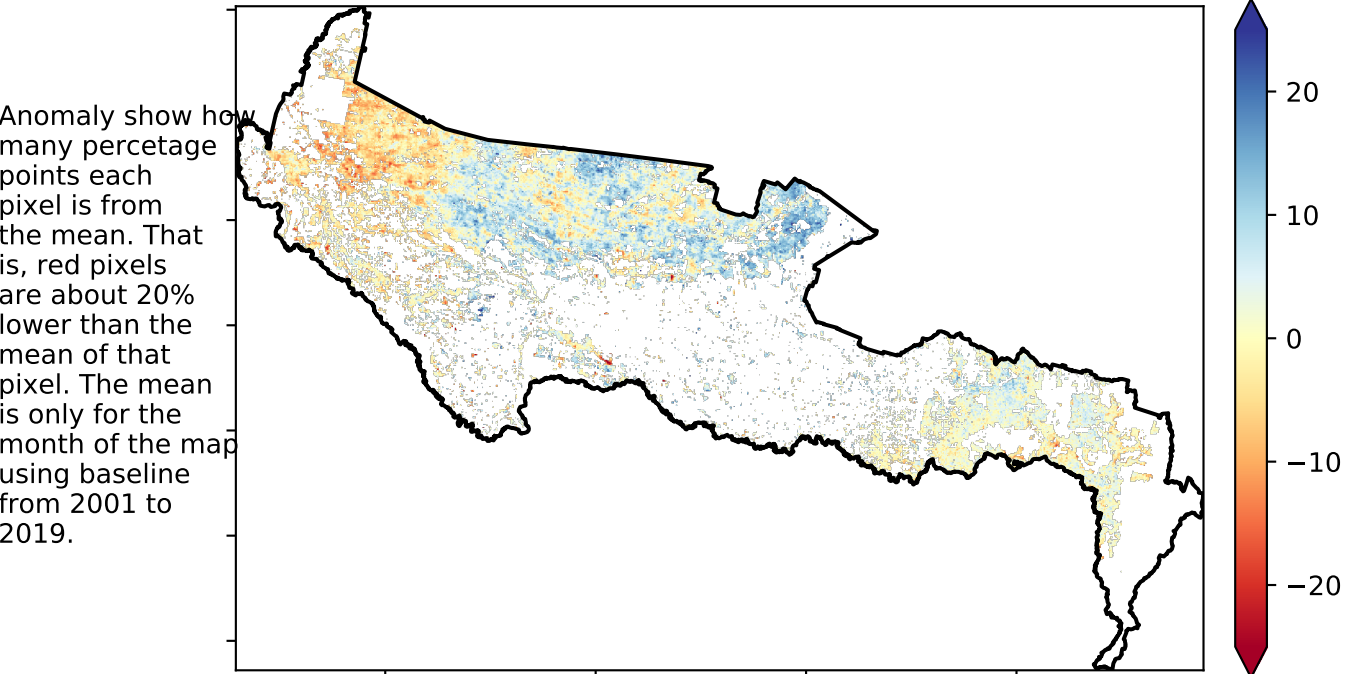 Anomaly show how
many percetage
points each
pixel is from
the mean. That
is, red pixels
are about 20%
lower than the
mean of that
pixel. The mean
is only for the
month of the map
using baseline
from 2001 to
2019.
20
10
0
−10
−20